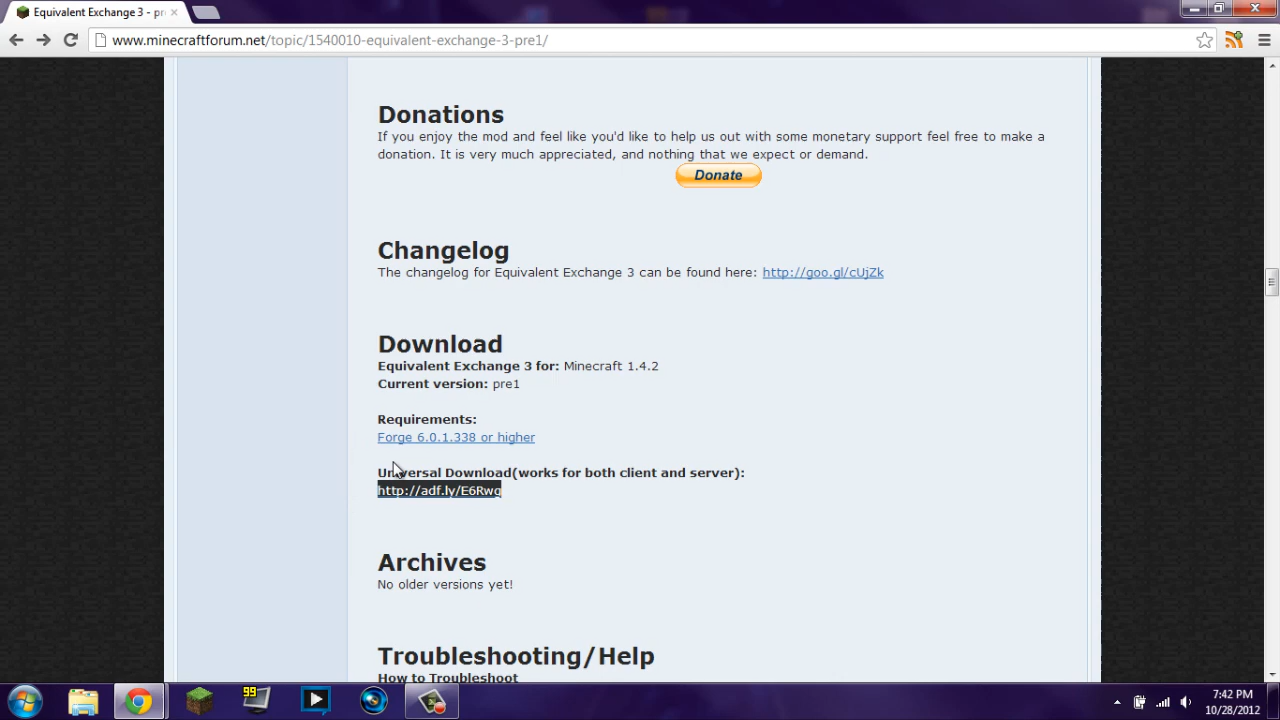 Equivalent Exchange 3 - pr
www.minecraftforum.net/topic/1540010-equivalent-exchange-3-pre1/
Donations
If you enjoy the mod and feel like you'd like to help us out with some monetary support feel free to make a
donation. It is very much appreciated, and nothing that we expect or demand.
Donate
Changelog
The changelog for Equivalent Exchange 3 can be found here: http://goo.gl/cUjZk
Download
Equivalent Exchange 3 for: Minecraft 1.4.2
Current version: pre1
Requirements:
Forge 6.0.1.338 or higher
Universal Download(works for both client and server):
http://adf.ly/E6Rwq
Archives
No older versions yet!
Troubleshooting/Help
How to Troubleshoot
99
7:42 PM
10/28/2012